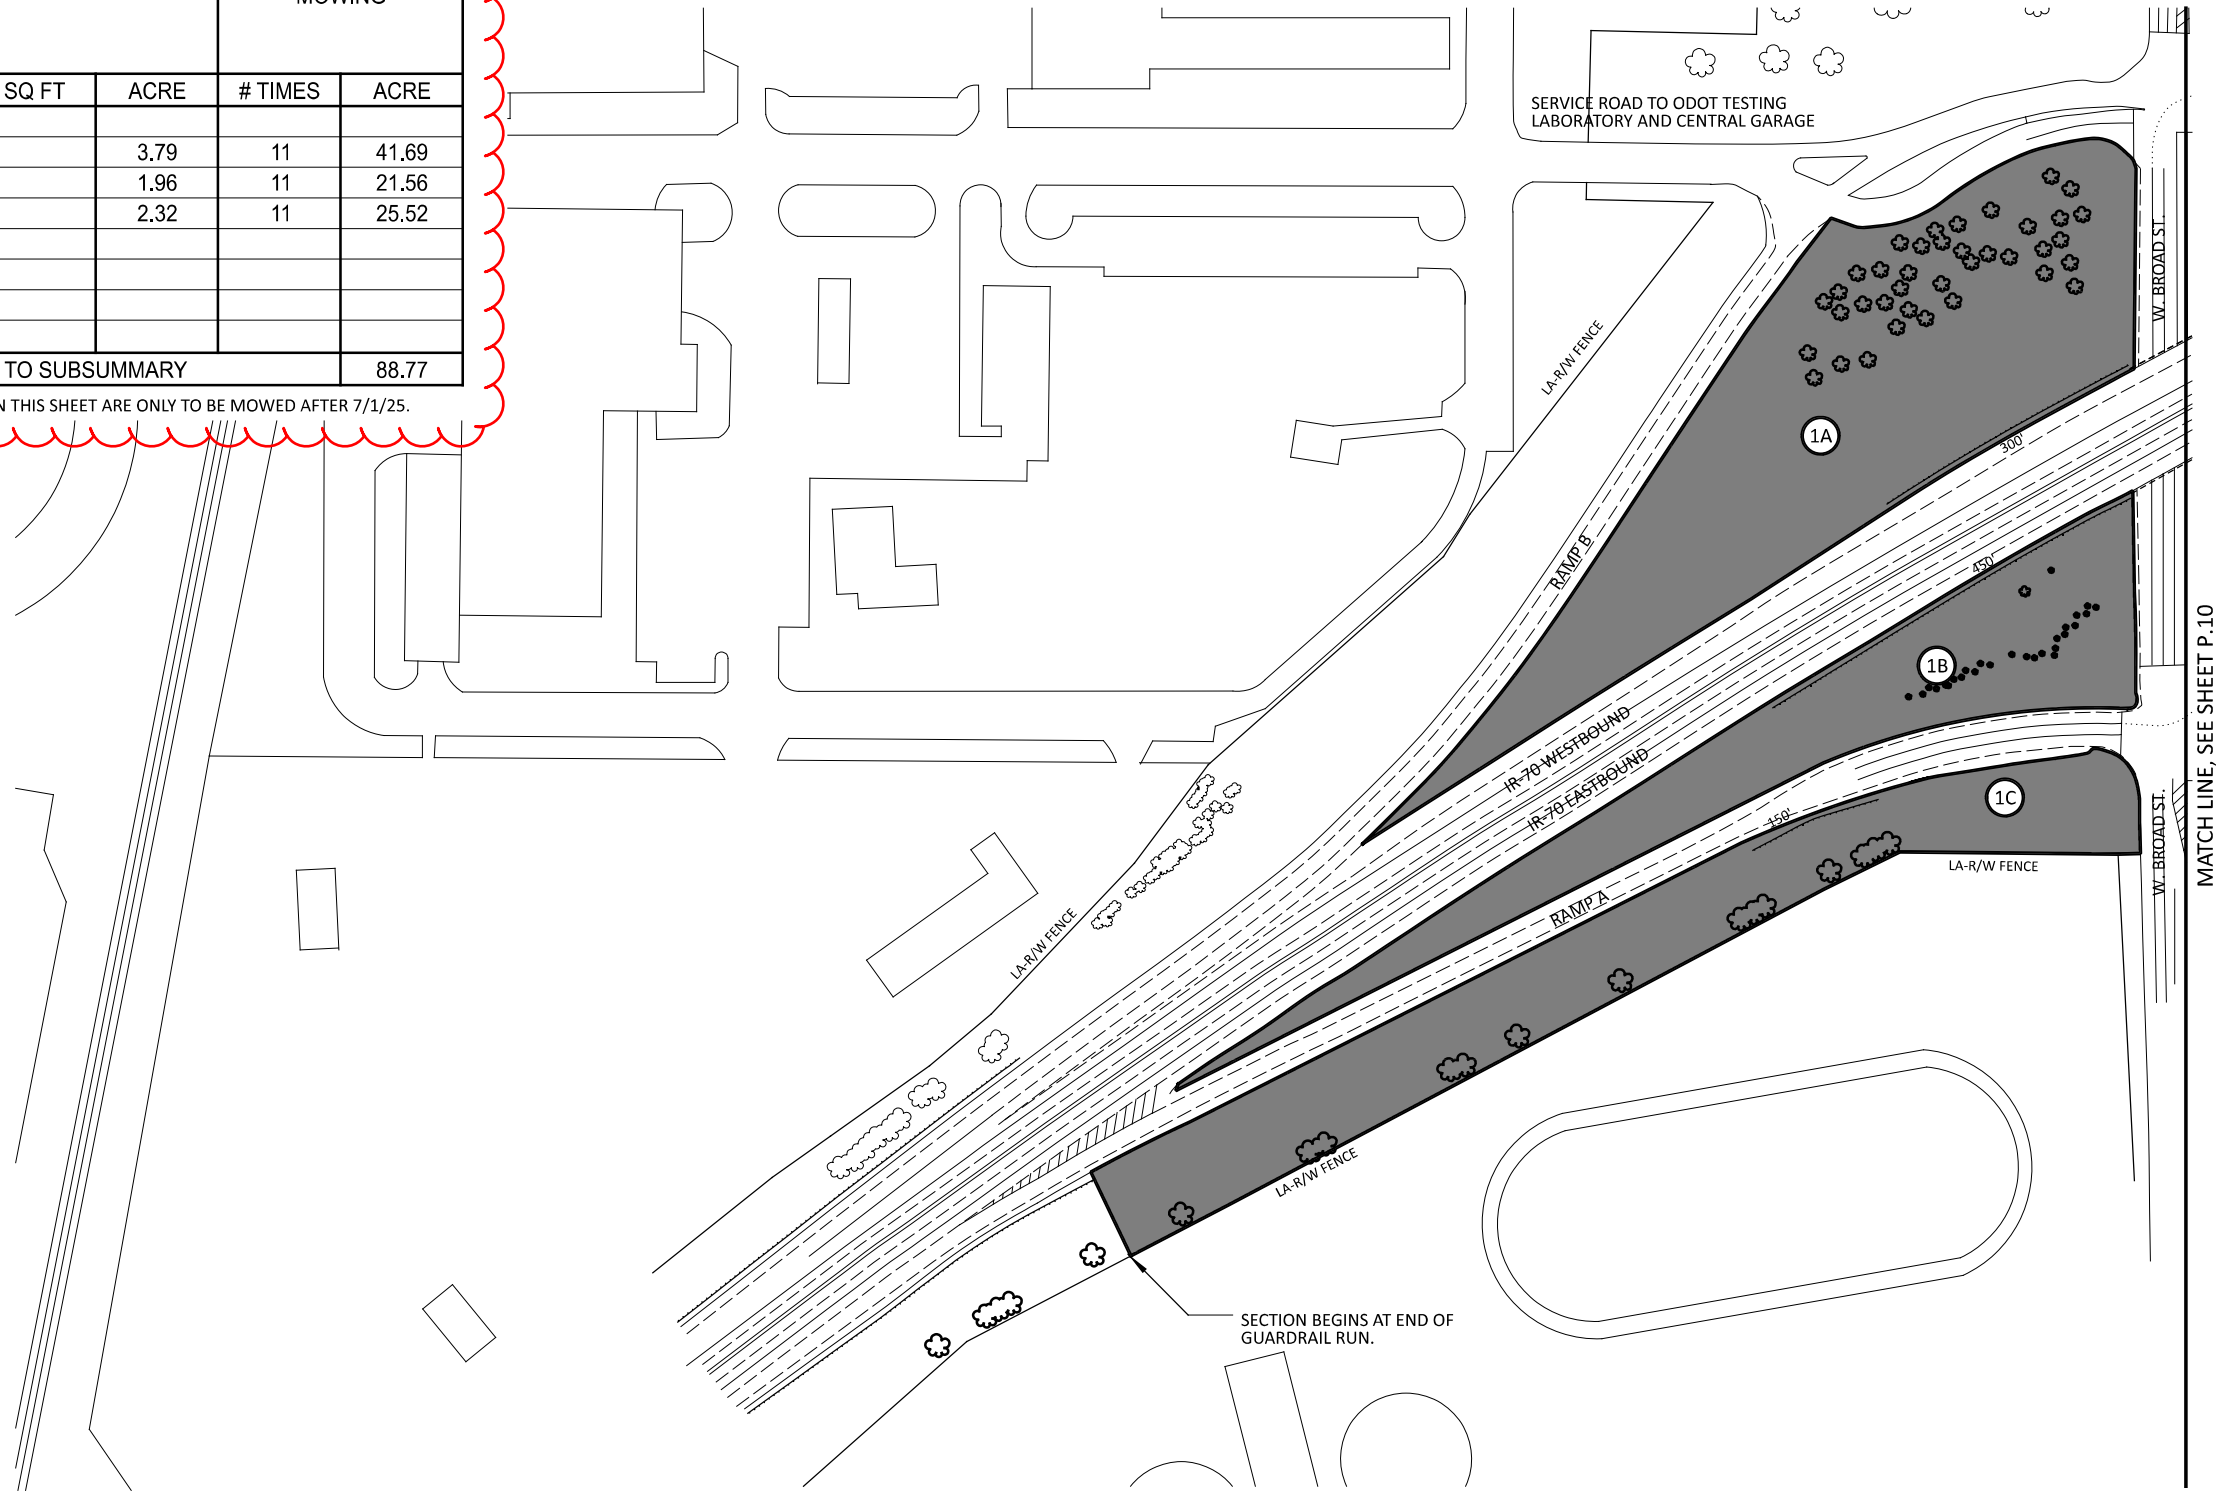 MOWING
SQ FT ACRE # TIMES ACRE
3.79 11 41.69
1.96 11 21.56
2.32 11 25.52
TO SUBSUMMARY 88.77
THIS SHEET ARE ONLY TO BE MOWED AFTER 7/1/25.
SERVICE ROAD TO ODOT TESTING
LABORATORY AND CENTRAL GARAGE
W. BROAD ST.
LA-R/W FENCE
1A
300'
RAMP B
450'
1B
MATCH LINE, SEE SHEET P.10
IR-70 WESTBOUND
IR-70 EASTBOUND
1C
150'
W. BROAD ST.
LA-R/W FENCE
RAMP A
LA-R/W FENCE
LA-R/W FENCE
SECTION BEGINS AT END OF
GUARDRAIL RUN.